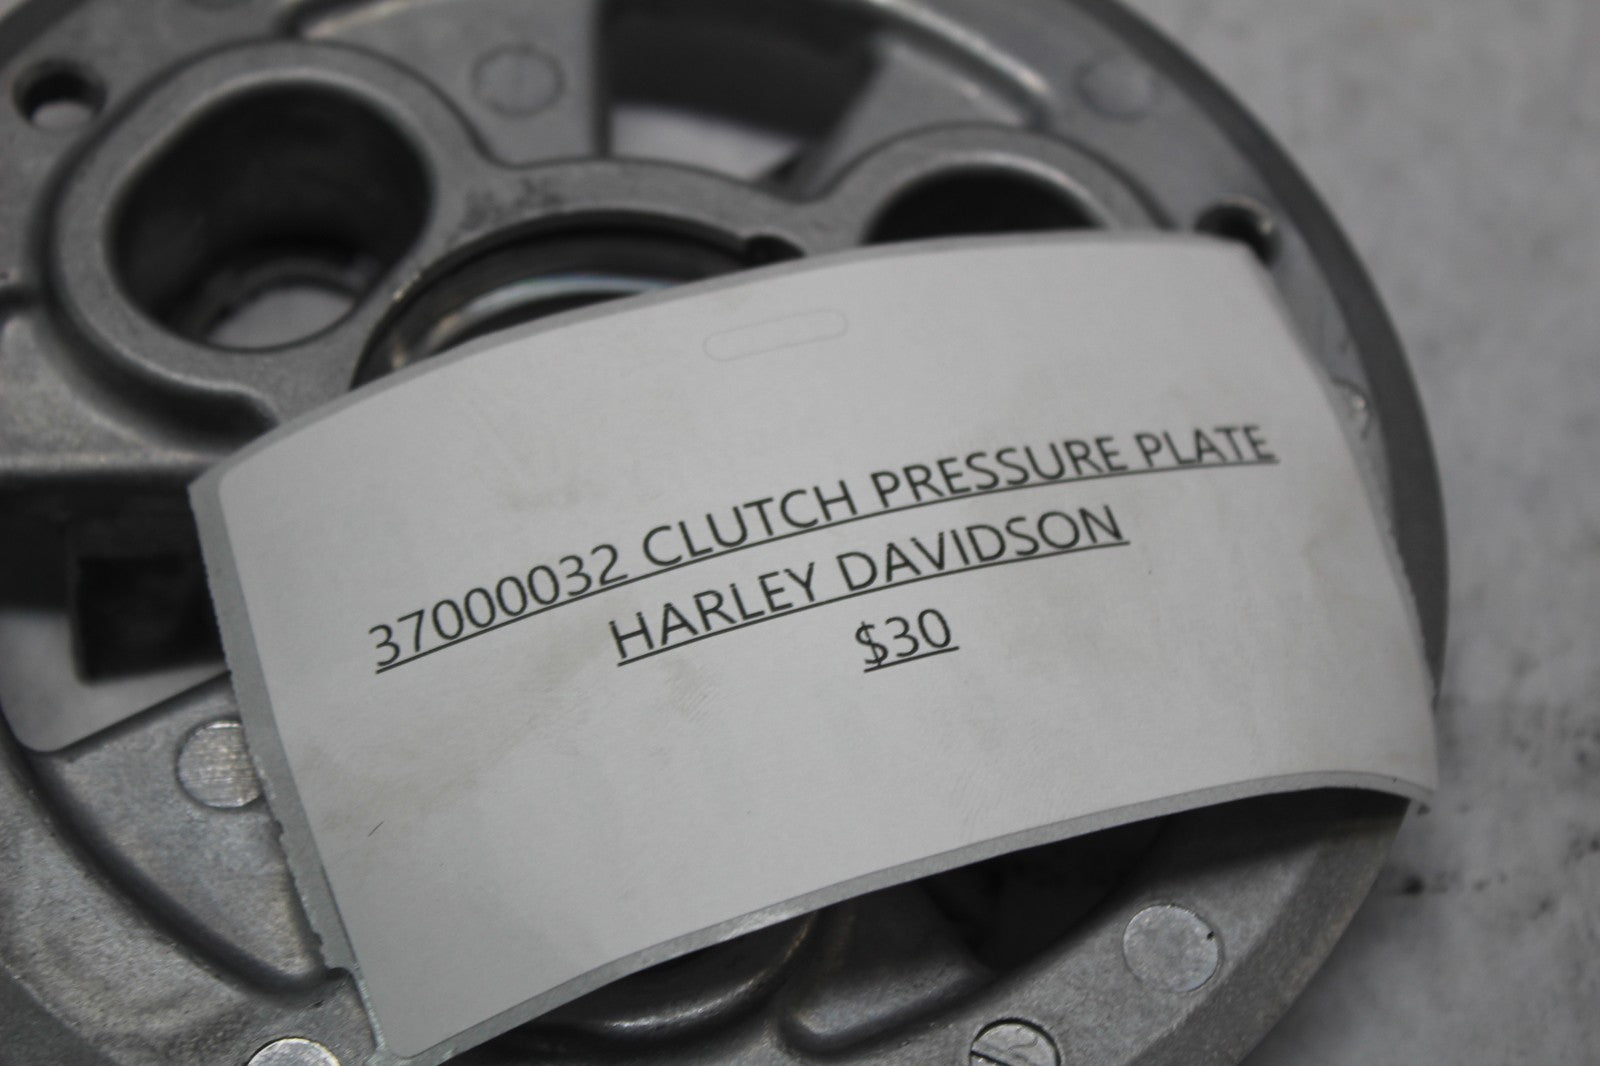 37000032 CLUTCH PRESSURE PLATE
HARLEY DAVIDSON
$30